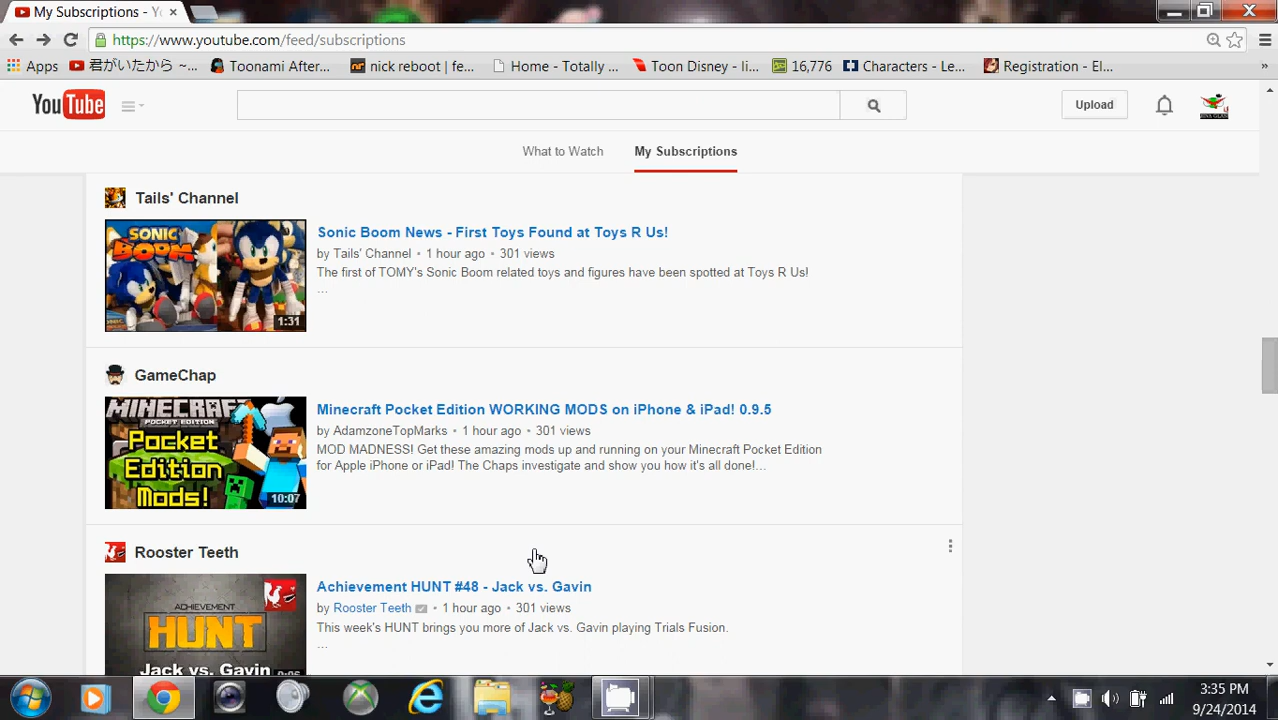 My Subscriptions - Y
https://www.youtube.com/feed/subscriptions
Apps 君がいたから ~... Toonami After... nick reboot | fe... Home - Totally ... Toon Disney - li... 16,776 Characters - Le... Registration - El... »
YouTube
Upload
What to Watch My Subscriptions
Tails' Channel
SONIC BOOM
1:31
Sonic Boom News - First Toys Found at Toys R Us!
by Tails' Channel • 1 hour ago • 301 views
The first of TOMY's Sonic Boom related toys and figures have been spotted at Toys R Us!
...
GameChap
MINECRAFT
POCKET EDITION
Pocket
Edition
Mods!
10:07
Minecraft Pocket Edition WORKING MODS on iPhone & iPad! 0.9.5
by AdamzoneTopMarks • 1 hour ago • 301 views
MOD MADNESS! Get these amazing mods up and running on your Minecraft Pocket Edition
for Apple iPhone or iPad! The Chaps investigate and show you how it's all done!...
Rooster Teeth
ACHIEVEMENT
HUNT
Jack vs. Gavin
Achievement HUNT #48 - Jack vs. Gavin
by Rooster Teeth • 1 hour ago • 301 views
This week's HUNT brings you more of Jack vs. Gavin playing Trials Fusion.
...
3:35 PM
9/24/2014